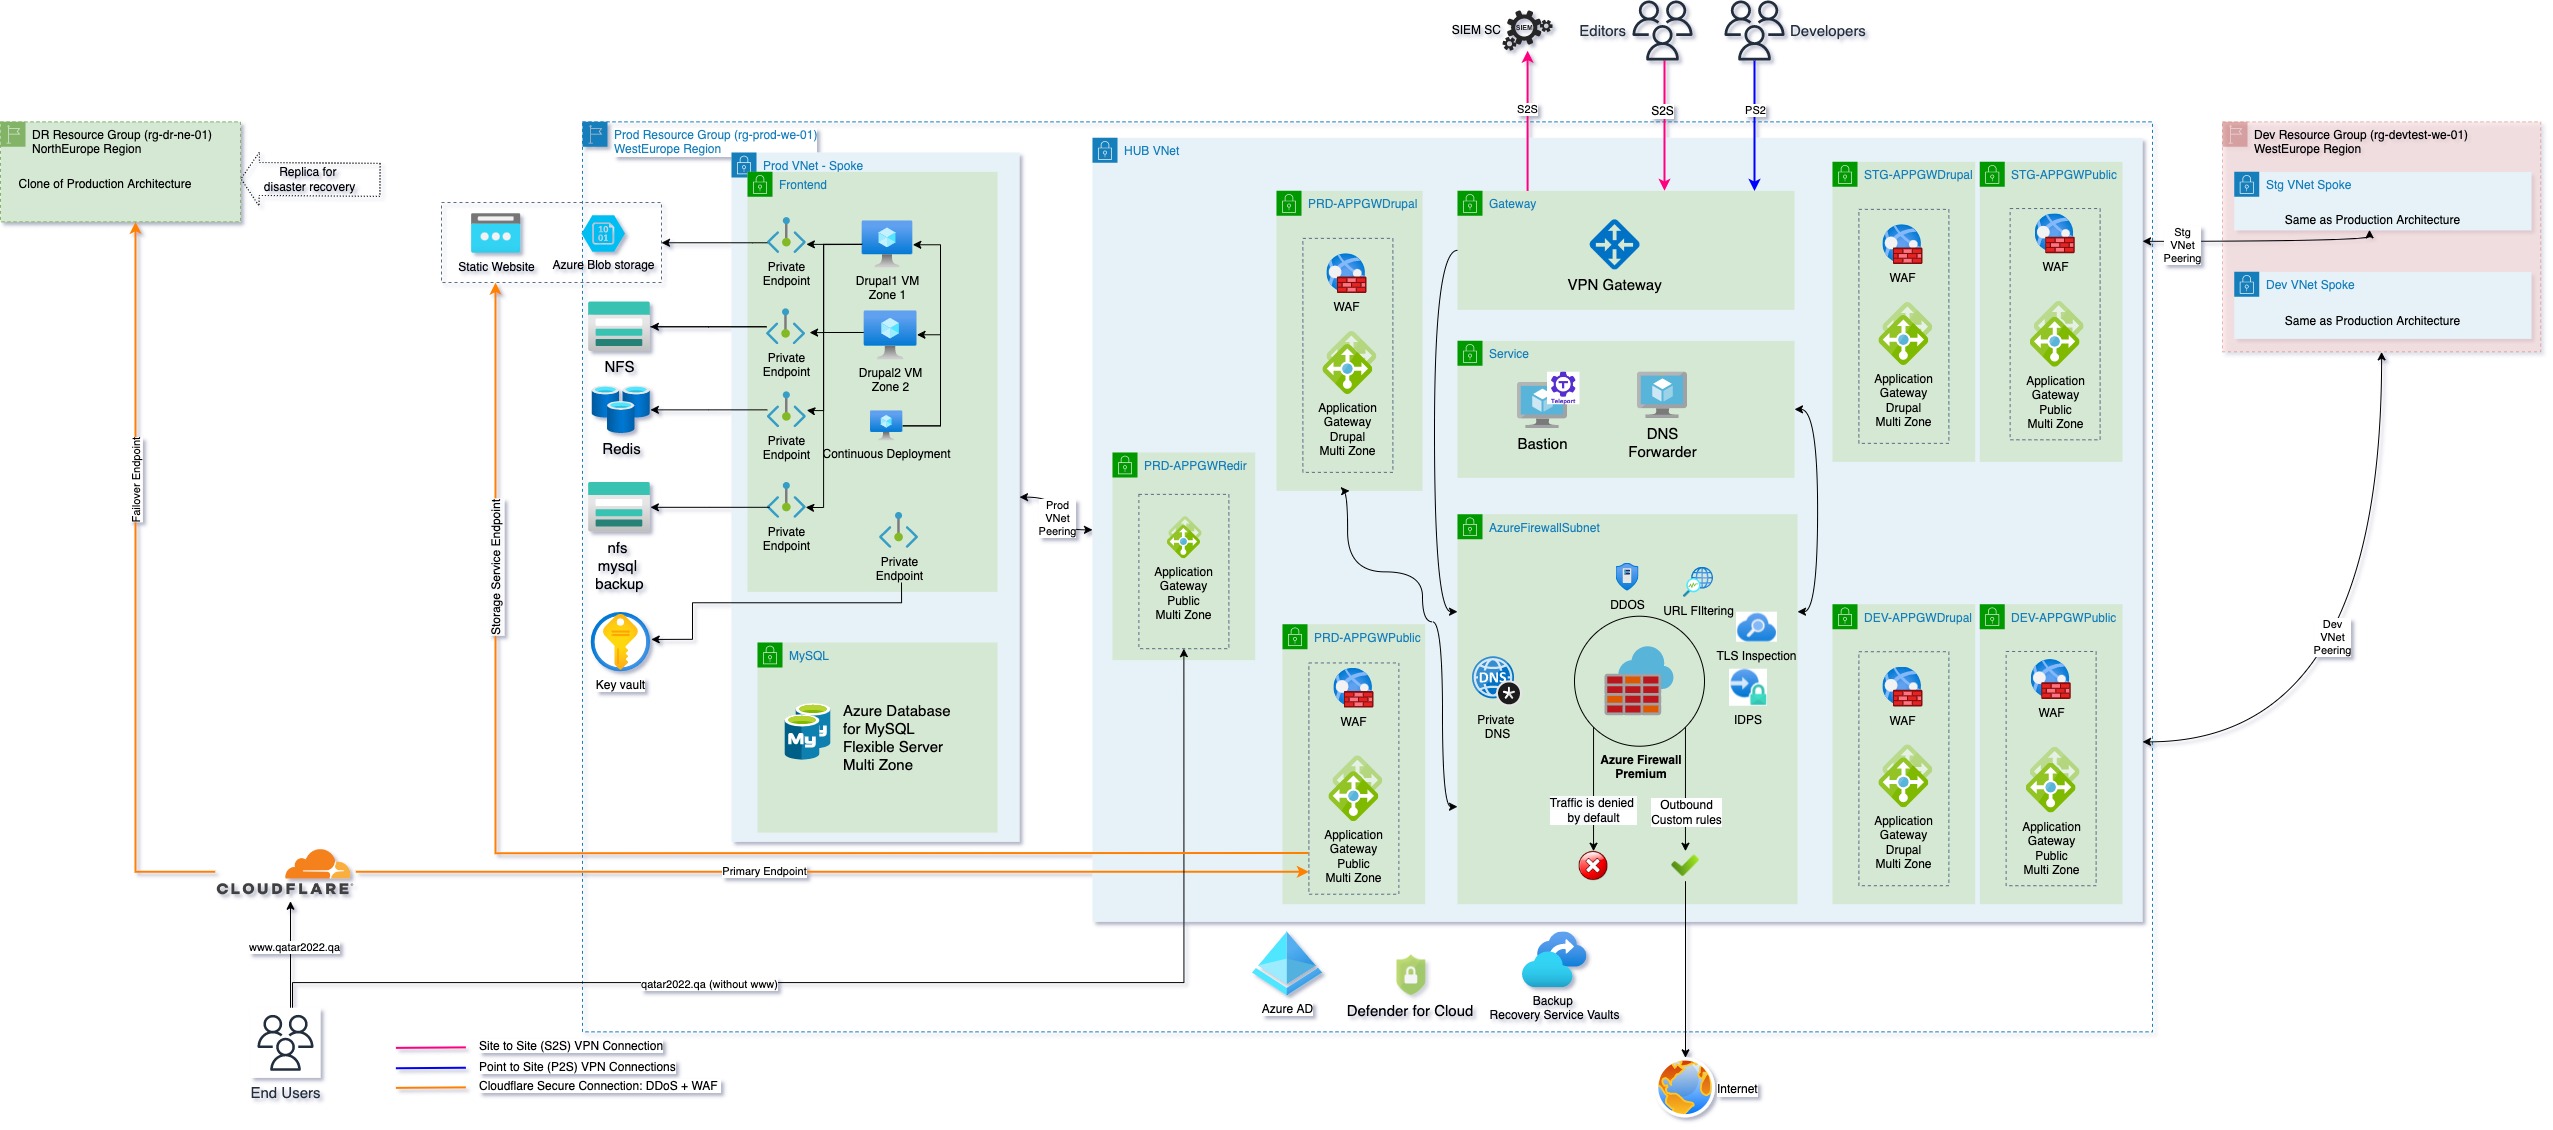 SIEM SC
SIEM
Editors
Developers
S2S
S2S
PS2
DR Resource Group (rg-dr-ne-01)
NorthEurope Region
Clone of Production Architecture
Replica for
disaster recovery
Failover Endpoint
Static Website
10
01
Azure Blob storage
NFS
Redis
nfs
mysql
backup
Key vault
Storage Service Endpoint
Prod Resource Group (rg-prod-we-01)
WestEurope Region
Prod VNet - Spoke
Frontend
Private
Endpoint
Drupal1 VM
Zone 1
Private
Endpoint
Drupal2 VM
Zone 2
Private
Endpoint
Continuous Deployment
Private
Endpoint
Private
Endpoint
MySQL
My
Azure Database
for MySQL
Flexible Server
Multi Zone
Prod
VNet
Peering
HUB VNet
PRD-APPGWRedir
Application
Gateway
Public
Multi Zone
PRD-APPGWDrupal
WAF
Application
Gateway
Drupal
Multi Zone
PRD-APPGWPublic
WAF
Application
Gateway
Public
Multi Zone
Gateway
VPN Gateway
Service
Teleport
Bastion
DNS
Forwarder
AzureFirewallSubnet
DDOS
URL FIltering
TLS Inspection
IDPS
DNS
Private
DNS
Azure Firewall
Premium
Traffic is denied
by default
Outbound
Custom rules
STG-APPGWDrupal
WAF
Application
Gateway
Drupal
Multi Zone
STG-APPGWPublic
WAF
Application
Gateway
Public
Multi Zone
DEV-APPGWDrupal
WAF
Application
Gateway
Drupal
Multi Zone
DEV-APPGWPublic
WAF
Application
Gateway
Public
Multi Zone
Stg
VNet
Peering
Dev Resource Group (rg-devtest-we-01)
WestEurope Region
Stg VNet Spoke
Same as Production Architecture
Dev VNet Spoke
Same as Production Architecture
Dev
VNet
Peering
CLOUDFLARE
Primary Endpoint
www.qatar2022.qa
qatar2022.qa (without www)
End Users
Azure AD
Defender for Cloud
Backup
Recovery Service Vaults
Internet
Site to Site (S2S) VPN Connection
Point to Site (P2S) VPN Connections
Cloudflare Secure Connection: DDoS + WAF